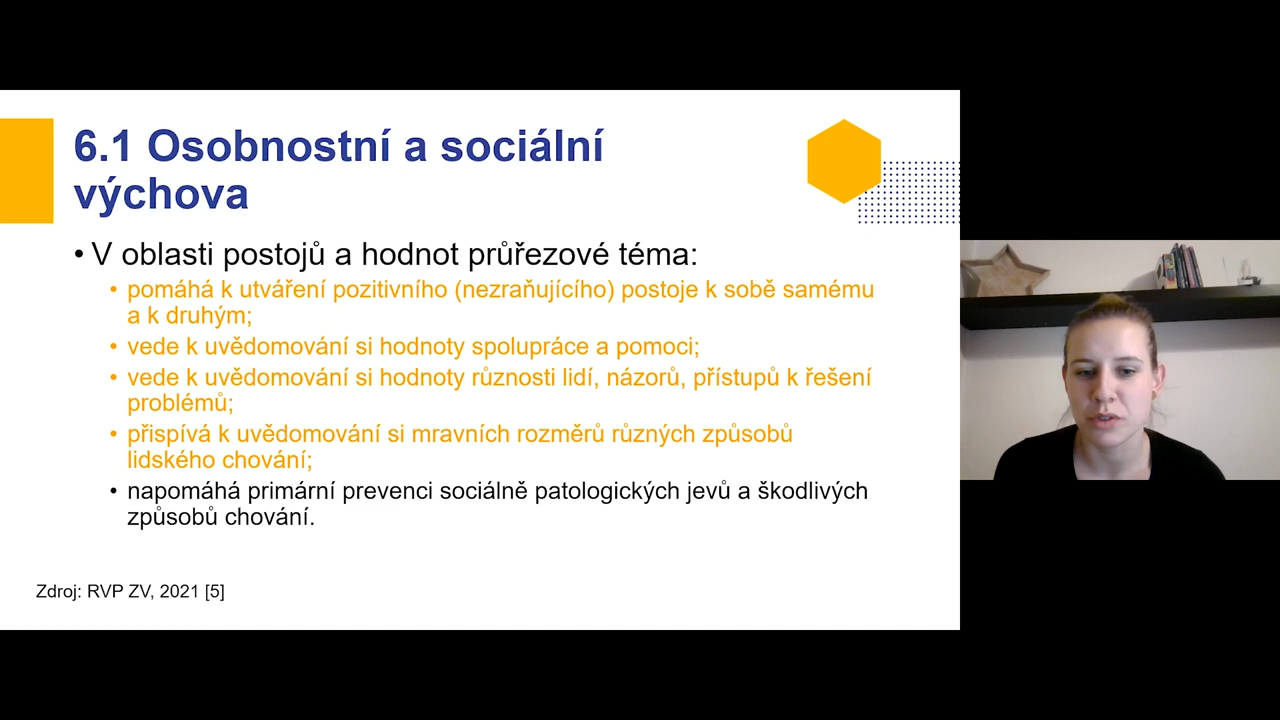 6.1 Osobnostní a sociální
výchova
• V oblasti postojů a hodnot průřezové téma:
• pomáhá k utváření pozitivního (nezraňujícího) postoje k sobě samému
a k druhým;
• vede k uvědomování si hodnoty spolupráce a pomoci;
• vede k uvědomování si hodnoty různosti lidí, názorů, přístupů k řešení
problémů;
• přispívá k uvědomování si mravních rozměrů různých způsobů
lidského chování;
• napomáhá primární prevenci sociálně patologických jevů a škodlivých
způsobů chování.
Zdroj: RVP ZV, 2021 [5]